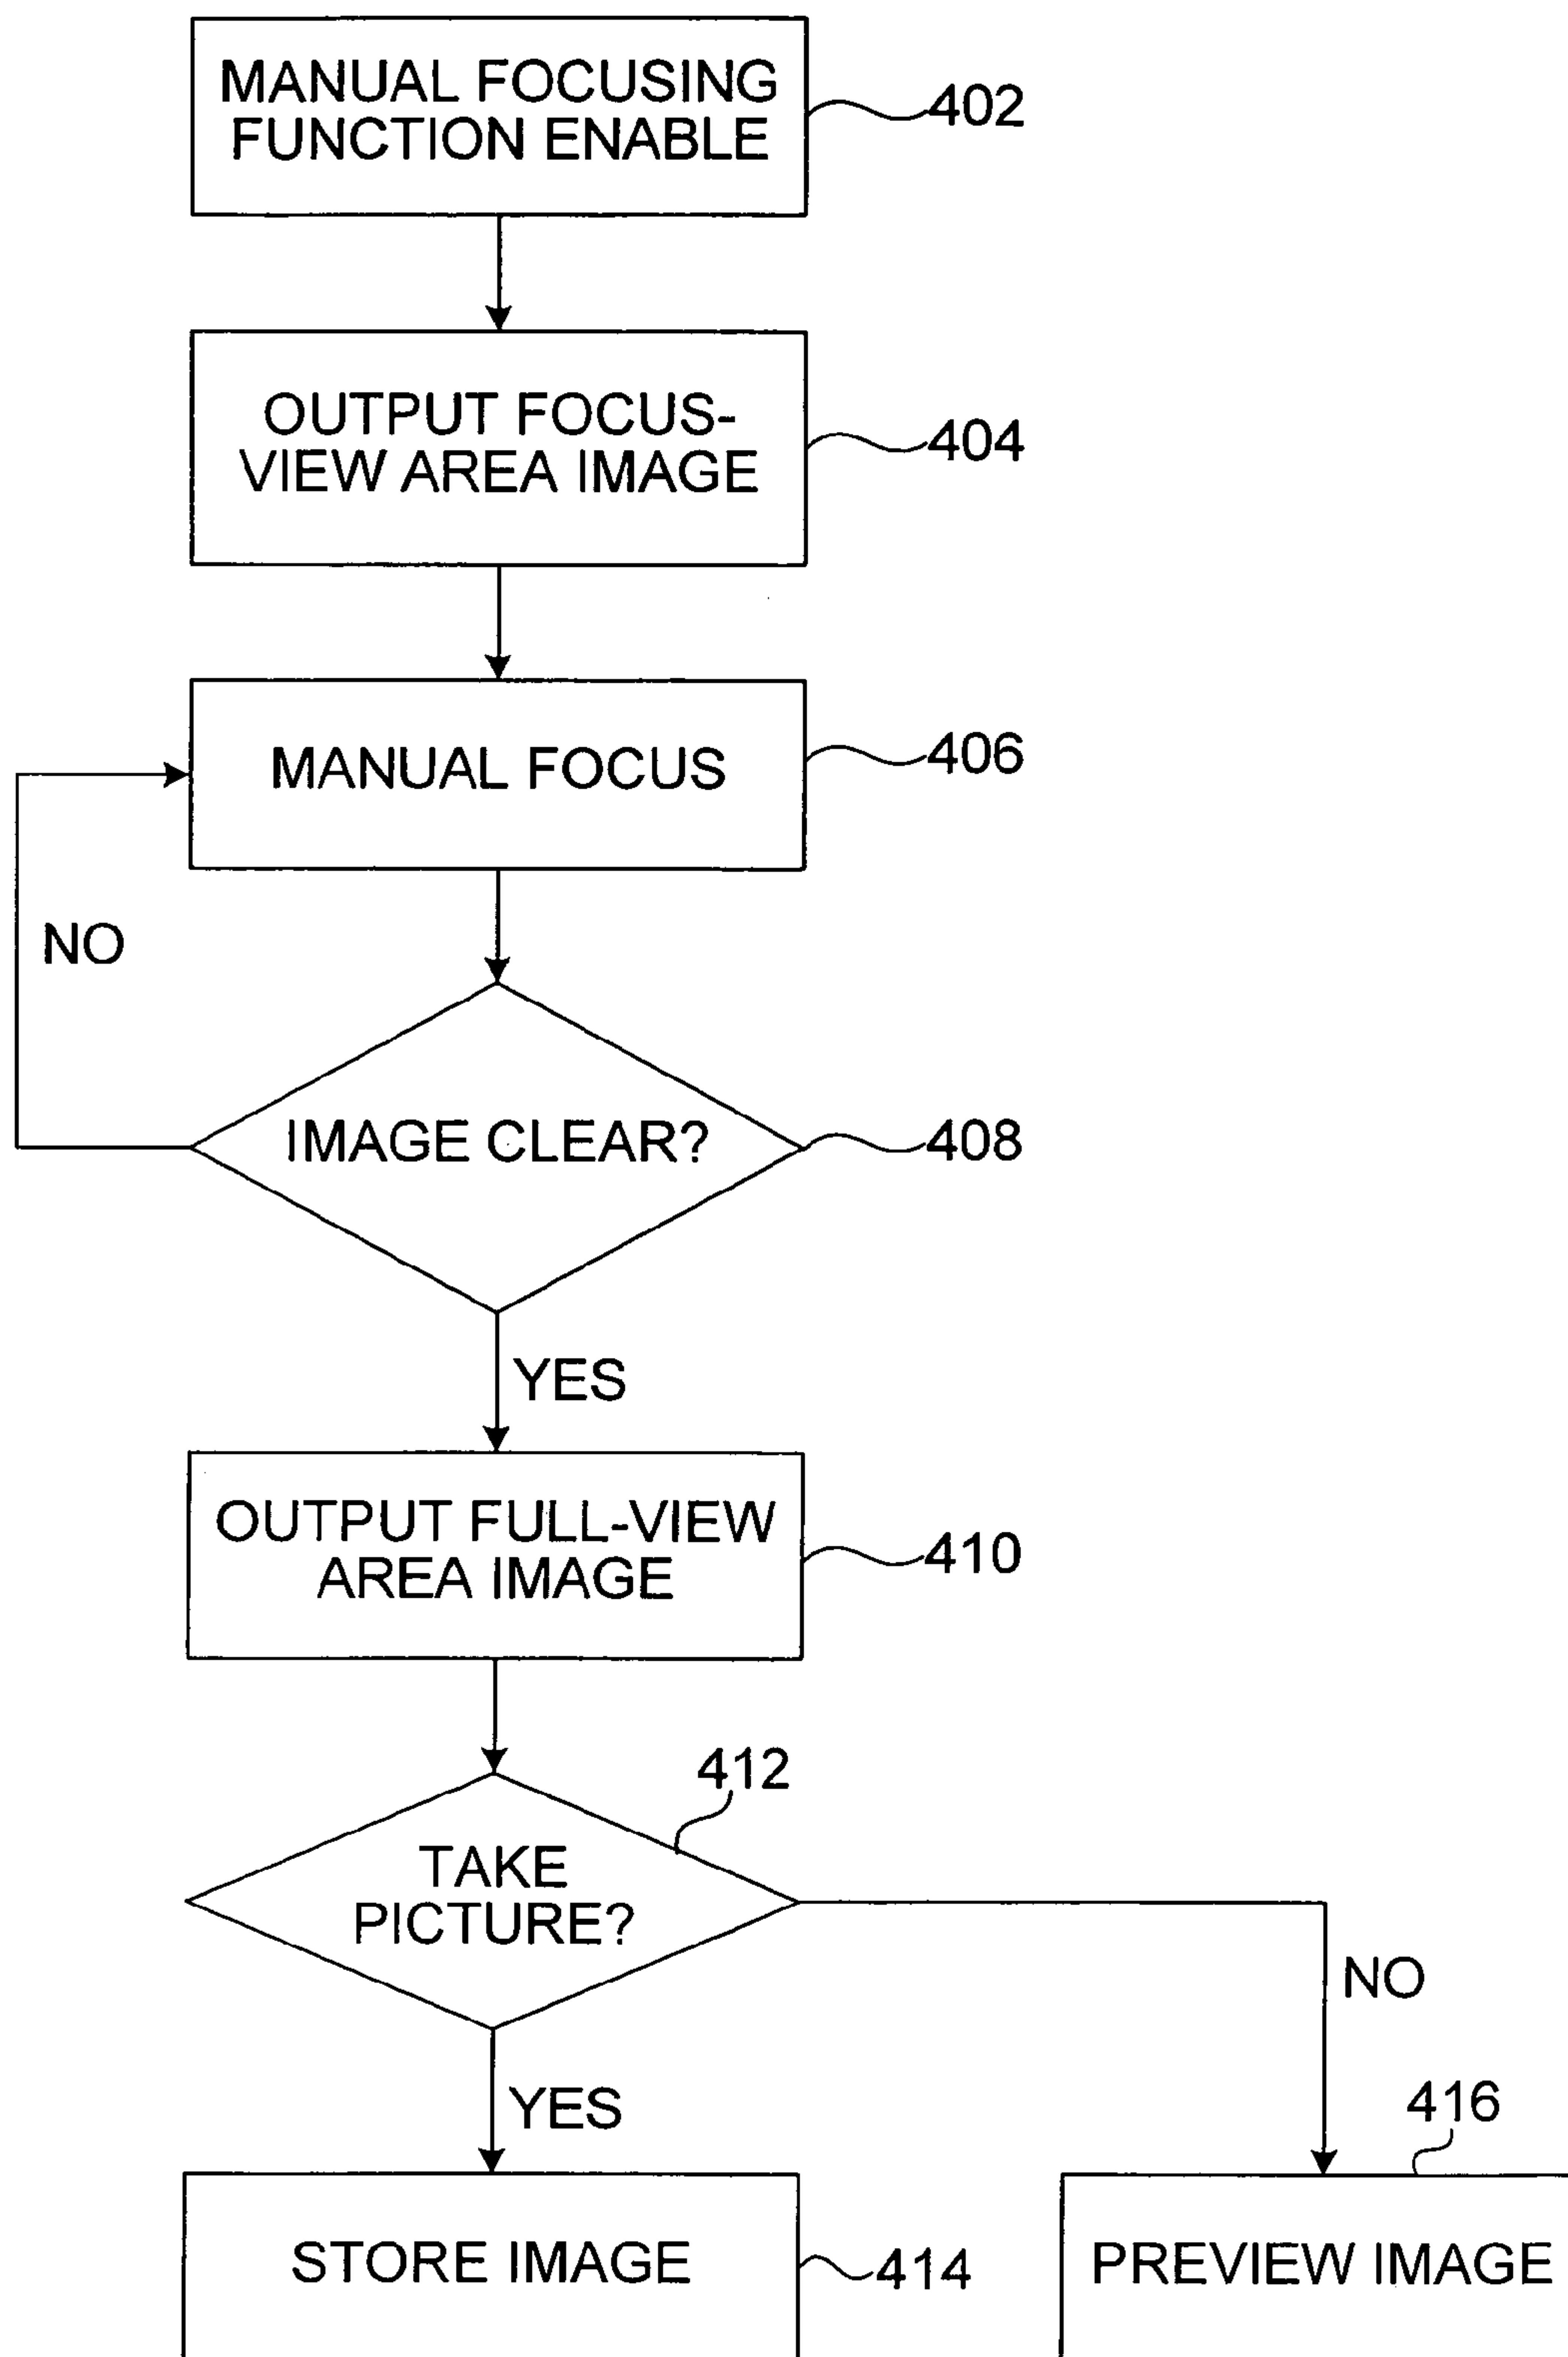 MANUAL FOCUSING
FUNCTION ENABLE
402
OUTPUT FOCUS-
VIEW AREA IMAGE
404
MANUAL FOCUS
406
NO
IMAGE CLEAR?
408
YES
OUTPUT FULL-VIEW
AREA IMAGE
410
412
TAKE
PICTURE?
NO
YES
416
STORE IMAGE
414
PREVIEW IMAGE